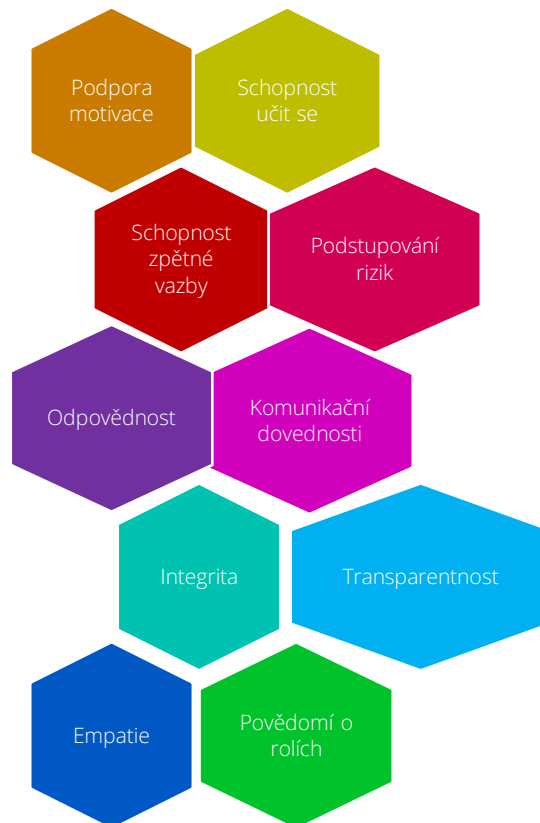 Podpora
motivace
Schopnost
učit se
Schopnost
zpětné
vazby
Podstupování
rizik
Odpovědnost
Komunikační
dovednosti
Integrita
Transparentnost
Empatie
Povědomí o
rolích